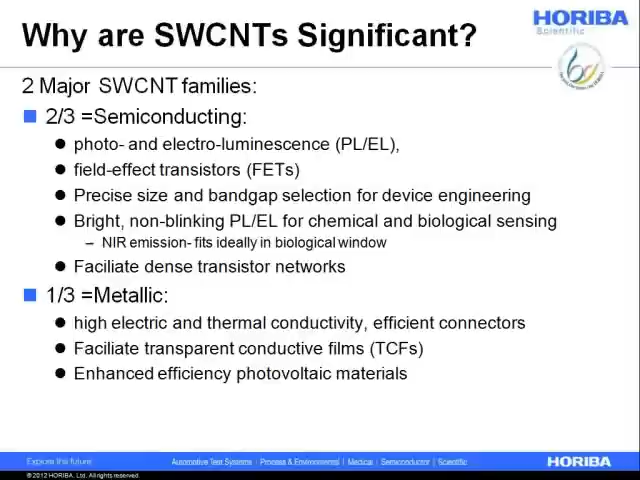 Why are SWCNTs Significant?
HORIBA
Scientific
2 Major SWCNT families:
2/3 =Semiconducting:
photo- and electro-luminescence (PL/EL),
field-effect transistors (FETs)
Precise size and bandgap selection for device engineering
Bright, non-blinking PL/EL for chemical and biological sensing
– NIR emission- fits ideally in biological window
Faciliate dense transistor networks
1/3 =Metallic:
high electric and thermal conductivity, efficient connectors
Faciliate transparent conductive films (TCFs)
Enhanced efficiency photovoltaic materials
Explore the future
Automotive Test Systems | Process & Environmental | Medical | Semiconductor | Scientific
HORIBA
© 2012 HORIBA, Ltd. All rights reserved